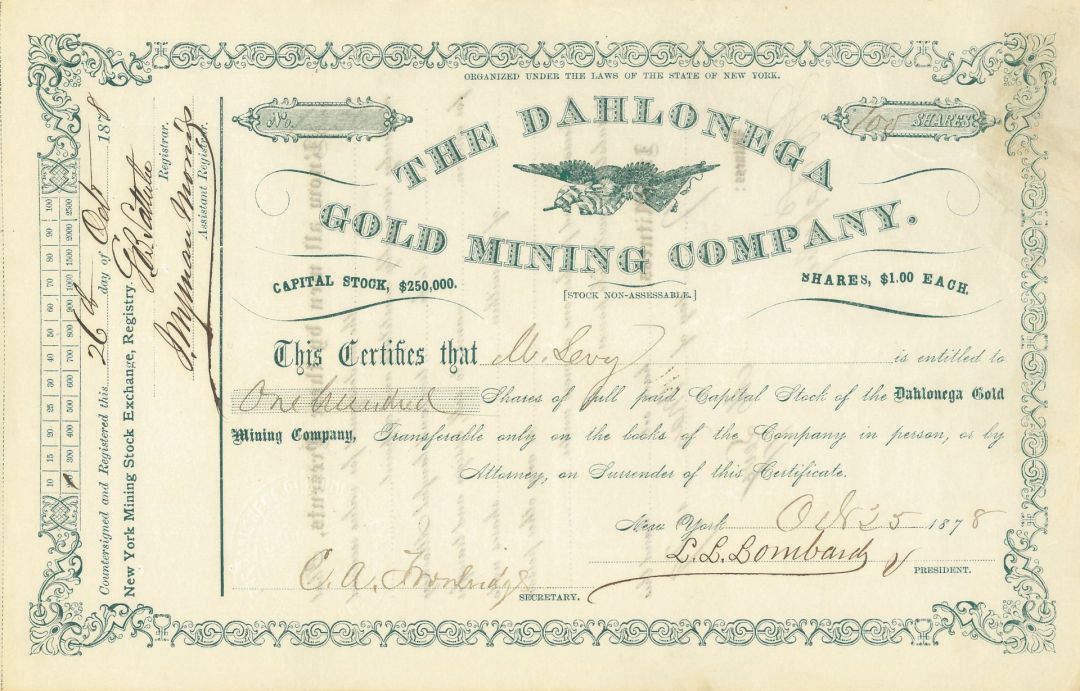 ORGANIZED UNDER THE LAWS OF THE STATE OF NEW YORK.
No.
100 SHARES
THE DAHLONEGA
GOLD MINING COMPANY.
CAPITAL STOCK, $250,000.
[STOCK NON-ASSESSABLE.]
SHARES, $1.00 EACH.
This Certifies that M. Levy is entitled to
One hundred Shares of full paid Capital Stock of the Dahlonega Gold
Mining Company, Transferable only on the books of the Company in person, or by
Attorney, on Surrender of this Certificate.
New York Oct 25 1878
L. L. Lombard
PRESIDENT.
C. A.
SECRETARY.
10 15 20 25 30 40 50 60 70 80 90 100
300 400 500 600 700 800 900 1000 1500 2000 2500
Countersigned and Registered this 26th day of Oct 1878
New York Mining Stock Exchange, Registry.
Registrar.
Wyman Morris
Assistant Registrar.